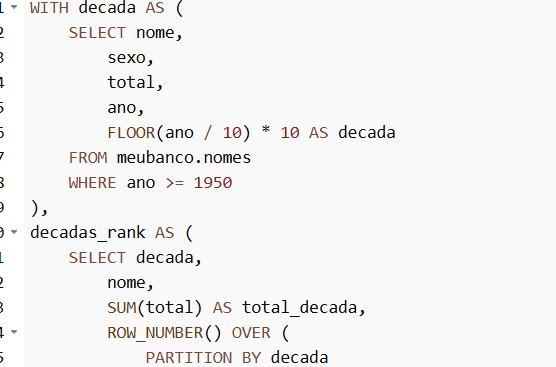 1 WITH decada AS (
2 SELECT nome,
3 sexo,
4 total,
5 ano,
6 FLOOR(ano / 10) * 10 AS decada
7 FROM meubanco.nomes
8 WHERE ano >= 1950
9 ),
0 decadas_rank AS (
1 SELECT decada,
2 nome,
3 SUM(total) AS total_decada,
4 ROW_NUMBER() OVER (
5 PARTITION BY decada